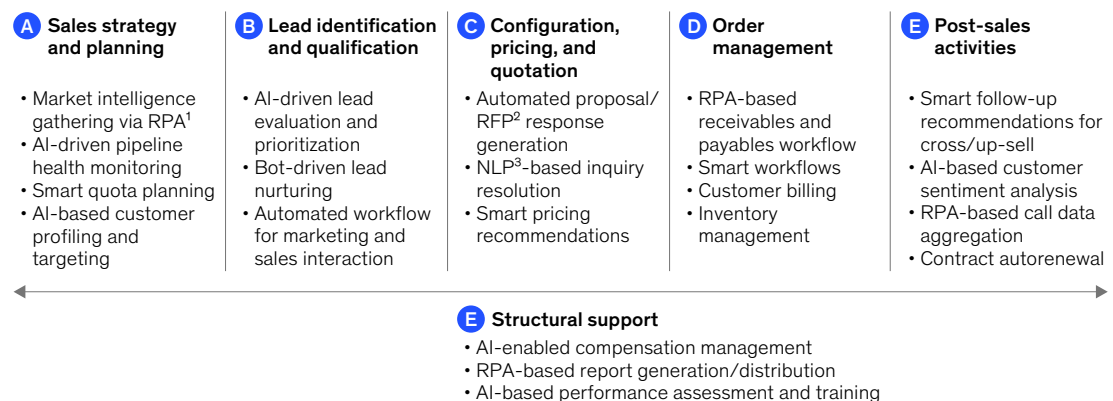 A Sales strategy
and planning
• Market intelligence
gathering via RPA¹
• AI-driven pipeline
health monitoring
• Smart quota planning
• AI-based customer
profiling and
targeting
B Lead identification
and qualification
• AI-driven lead
evaluation and
prioritization
• Bot-driven lead
nurturing
• Automated workflow
for marketing and
sales interaction
C Configuration,
pricing, and
quotation
• Automated proposal/
RFP² response
generation
• NLP³-based inquiry
resolution
• Smart pricing
recommendations
D Order
management
• RPA-based
receivables and
payables workflow
• Smart workflows
• Customer billing
• Inventory
management
E Post-sales
activities
• Smart follow-up
recommendations for
cross/up-sell
• AI-based customer
sentiment analysis
• RPA-based call data
aggregation
• Contract autorenewal
E Structural support
• AI-enabled compensation management
• RPA-based report generation/distribution
• AI-based performance assessment and training